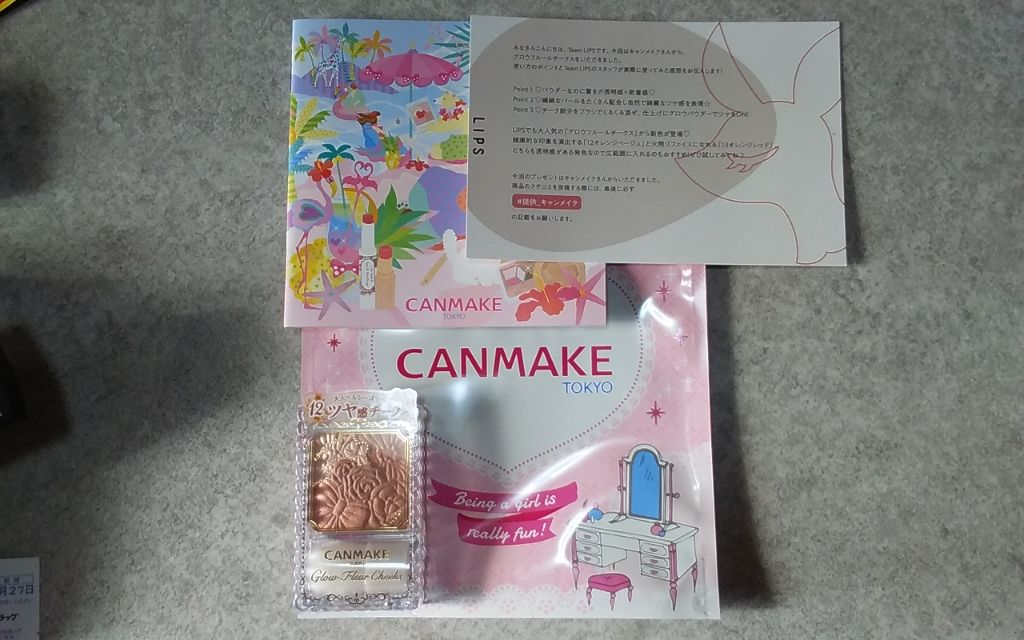 みなさんこんにちは、Team LIPSです。今回はキャンメイクさんから、
グロウフルールチークスをいただきました。
使い方のポイントとTeam LIPSのスタッフが実際に使ってみた感想をお伝えします!
Point 1 ♡パウダーなのに驚きの透明感×密着感♡
Point 2 ♡繊細なパールをたくさん配合し自然で綺麗なツヤ感を表現☆
Point 3 ♡チーク部分をブラシでくるくる混ぜ、仕上げにグロウパウダーでツヤをON!
LIPSでも大人気の「グロウフルールチークス」から新色が登場♡
健康的な印象を演出する「12オレンジベージュ」と火照りフェイスになれる「13オレンジレッド」
どちらも透明感がある発色なので広範囲に入れるのもおすすめ!ぜひ試してみてね♪
今回のプレゼントはキャンメイクさんからいただきました。
商品のクチコミを投稿する際には、最後に必ず
#提供_キャンメイク
の記載をお願いします。
LIPS
CANMAKE
TOKYO
CANMAKE
TOKYO
Being a girl is
really fun!
12 ツヤ感チーク
CANMAKE
Glow Fleur Cheeks
月27日
ラッグ